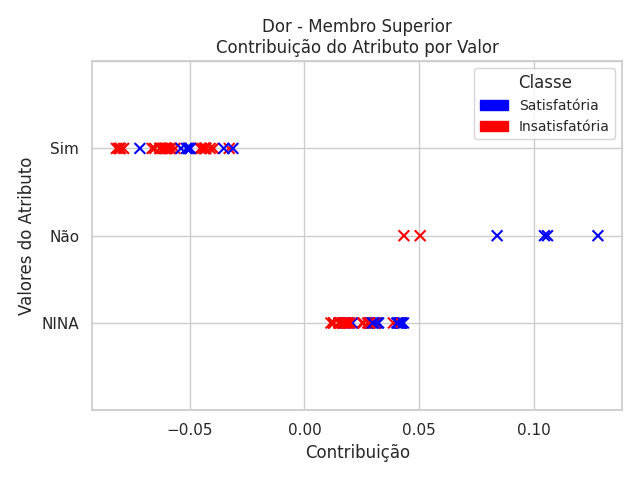 Dor - Membro Superior
Contribuição do Atributo por Valor
Classe
Satisfatória
Insatisfatória
Valores do Atributo
Sim
Não
NINA
−0.05
0.00
0.05
0.10
Contribuição